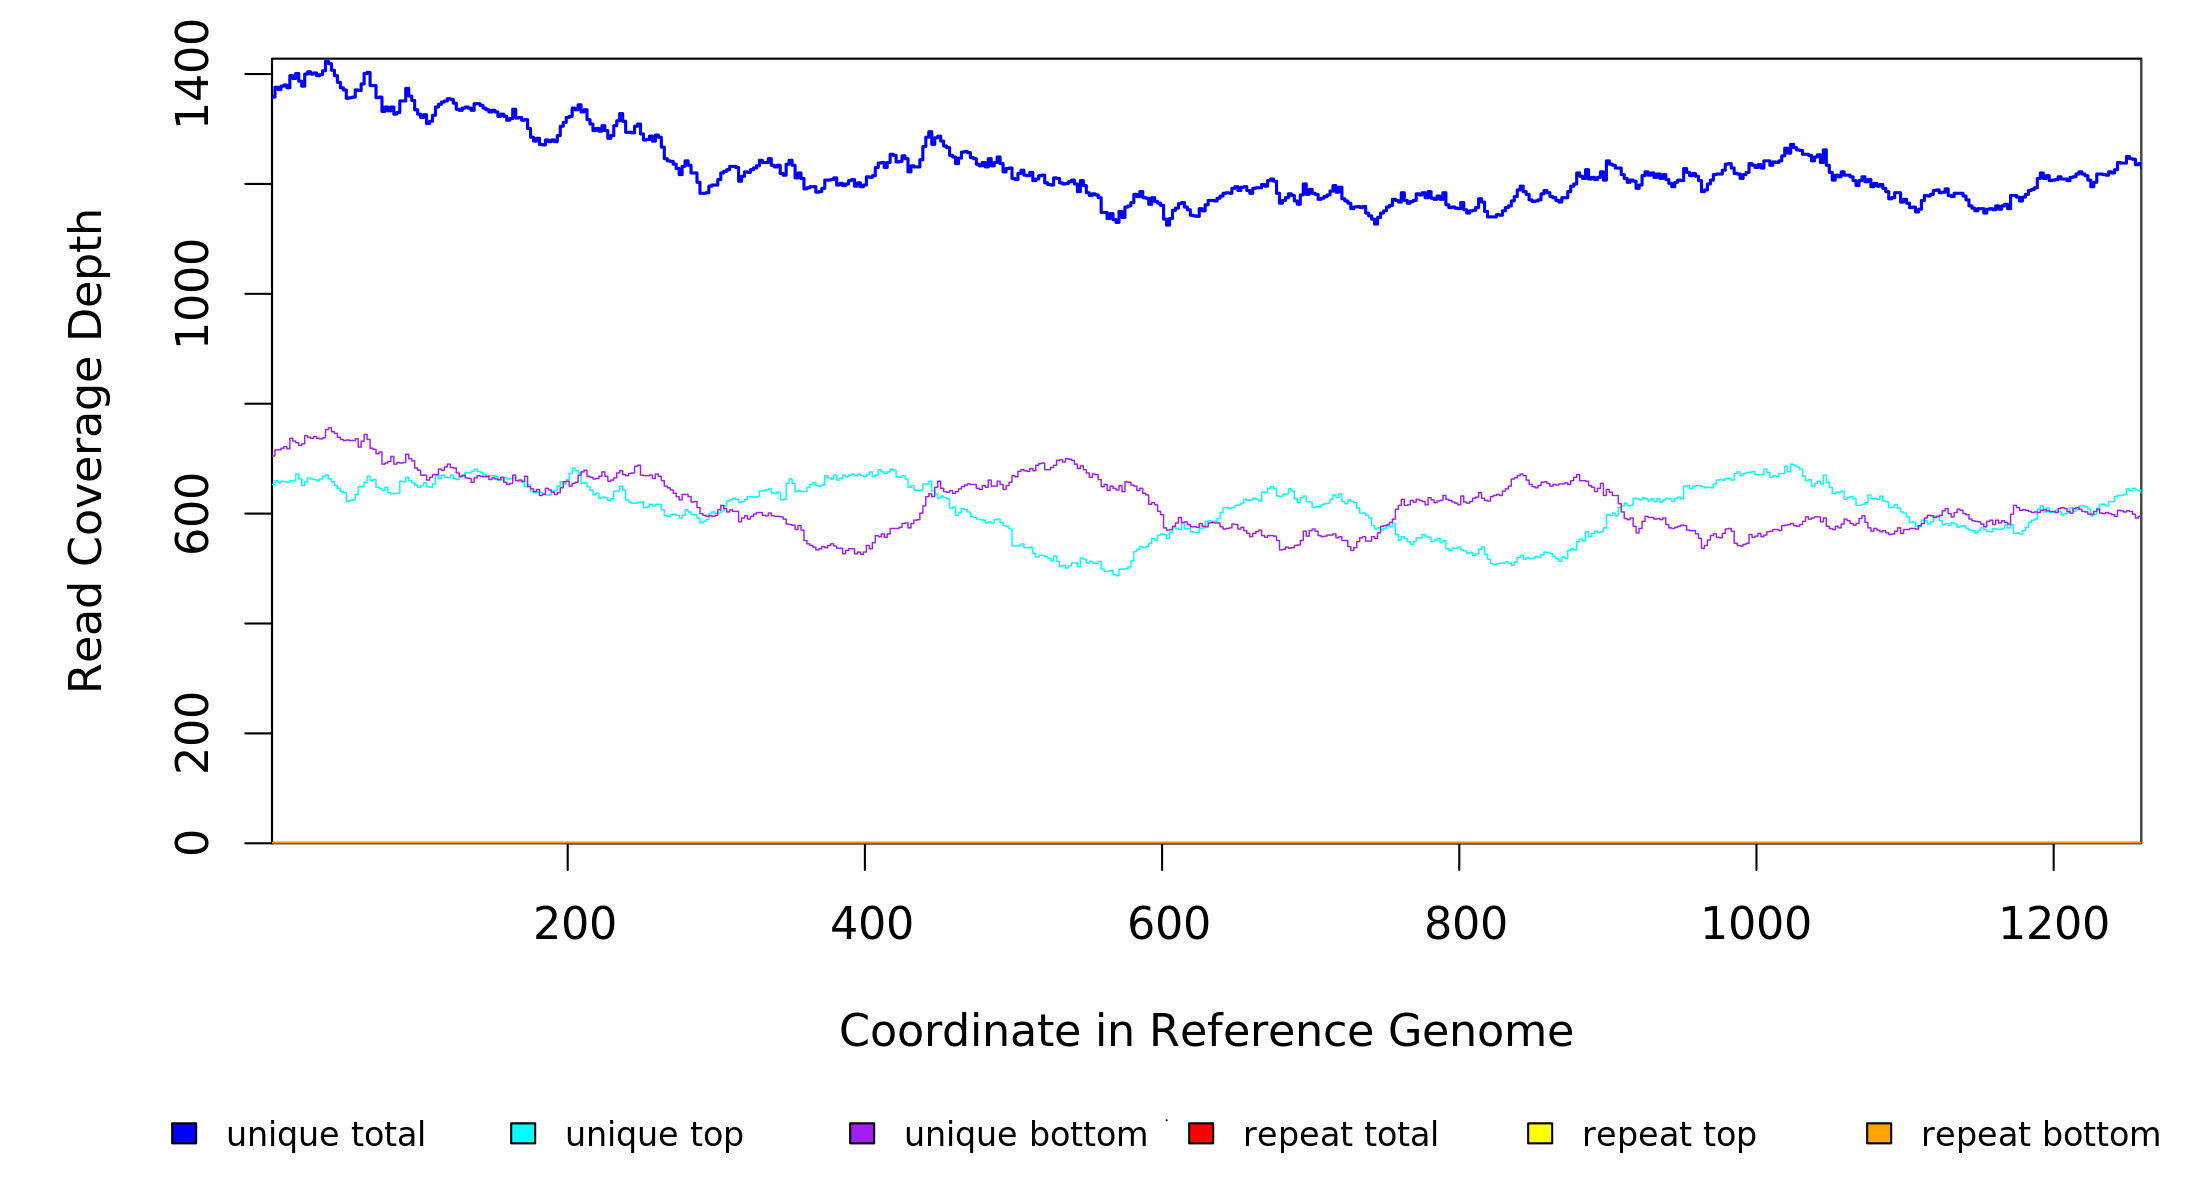 1400
1000
600
200
0
Read Coverage Depth
200 400 600 800 1000 1200
Coordinate in Reference Genome
unique total unique top unique bottom repeat total repeat top repeat bottom